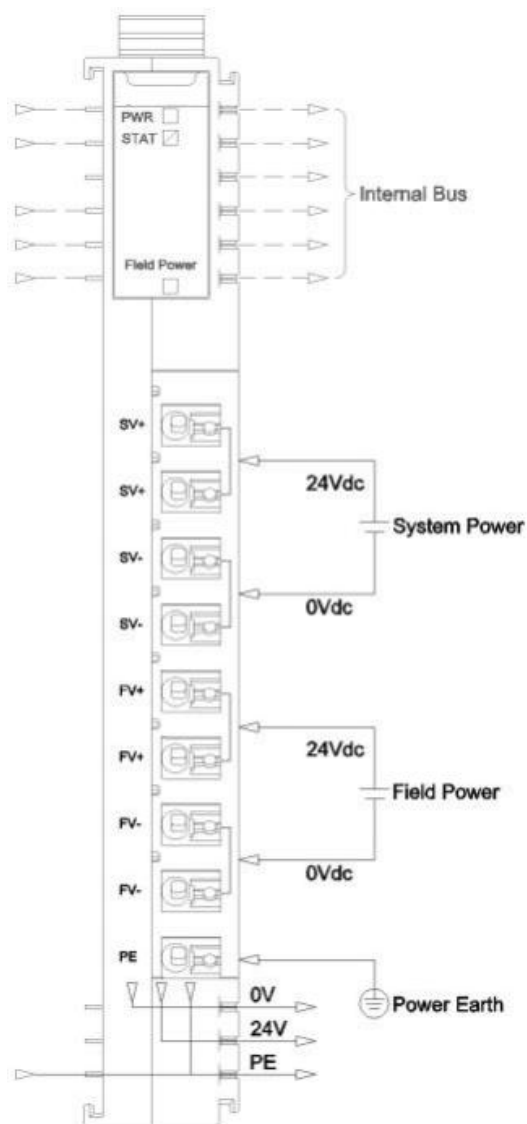 PWR
STAT
Internal Bus
Field Power
SV+
24Vdc
SV+
System Power
SV-
0Vdc
SV-
FV+
24Vdc
FV+
Field Power
FV-
0Vdc
FV-
PE
0V
Power Earth
24V
PE